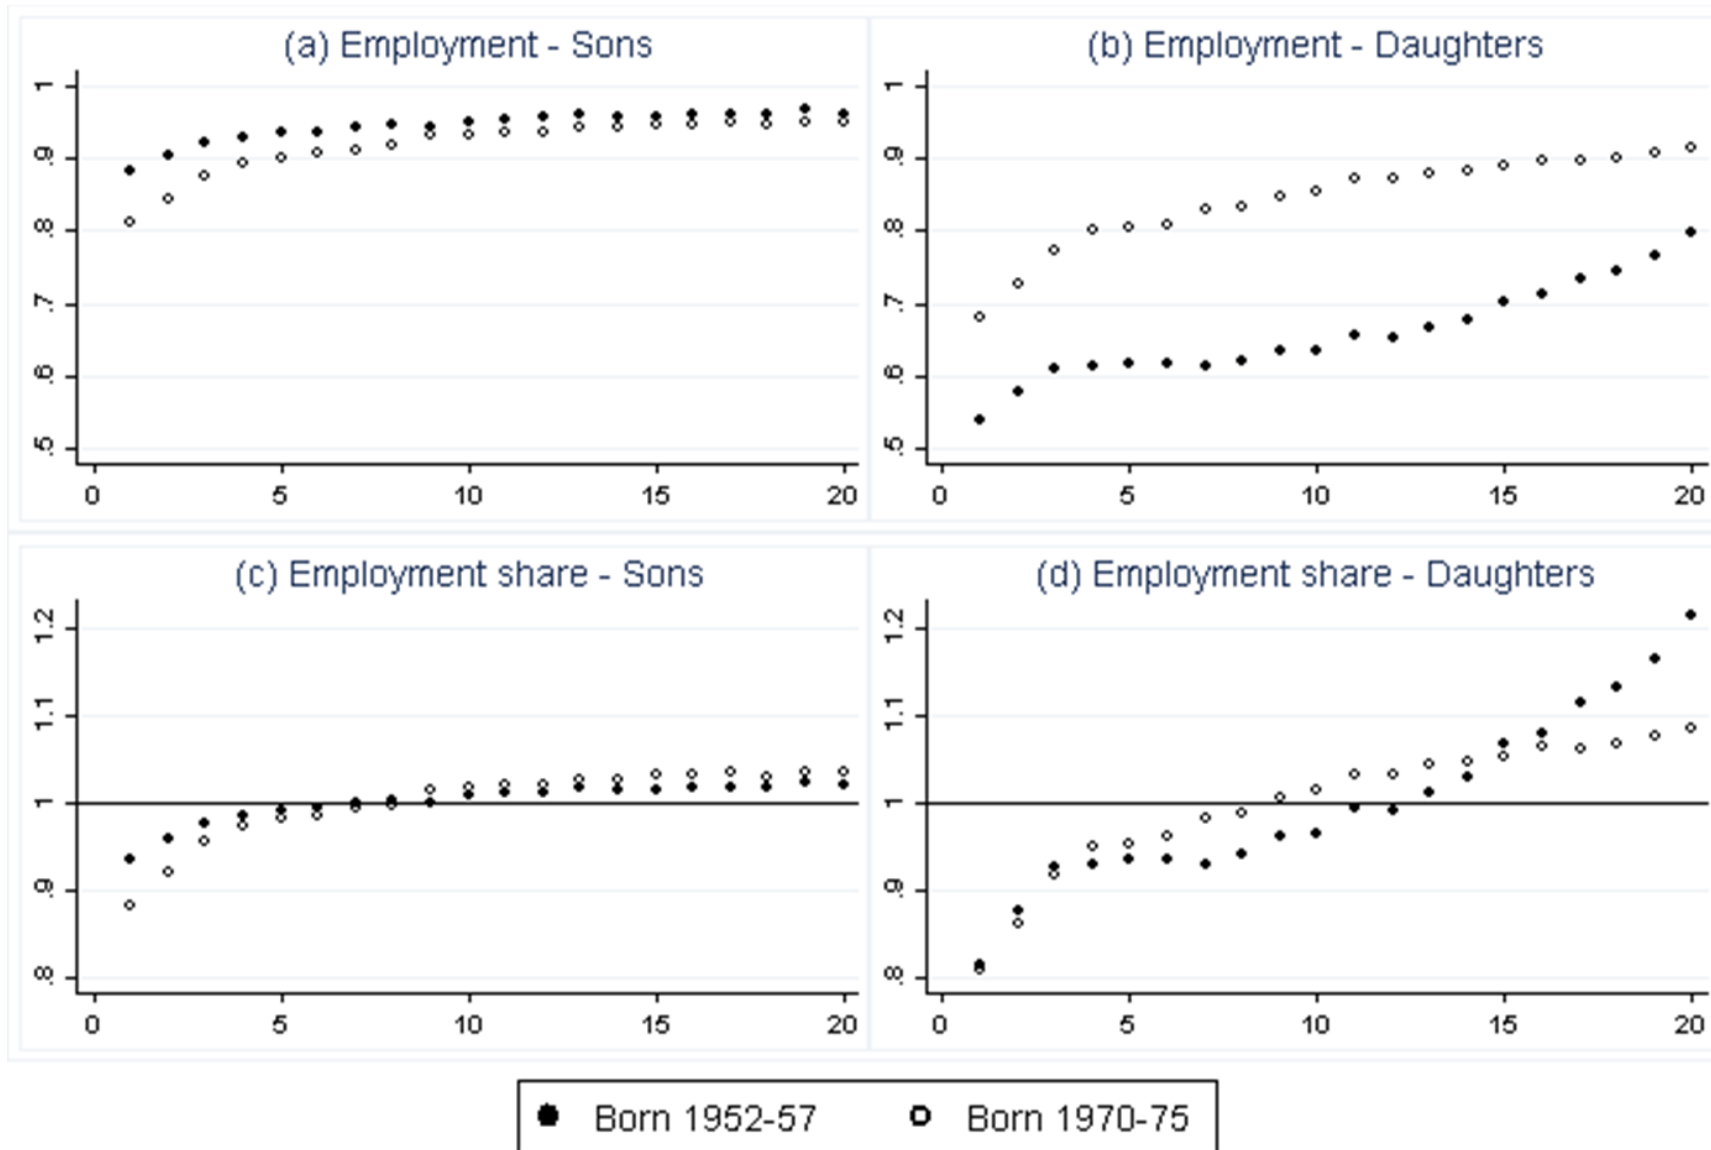 (a) Employment - Sons
1
.9
.8
.7
.6
.5
0 5 10 15 20
(b) Employment - Daughters
1
.9
.8
.7
.6
.5
0 5 10 15 20
(c) Employment share - Sons
1.2
1.1
1
.9
.8
0 5 10 15 20
(d) Employment share - Daughters
1.2
1.1
1
.9
.8
0 5 10 15 20
Born 1952-57 Born 1970-75